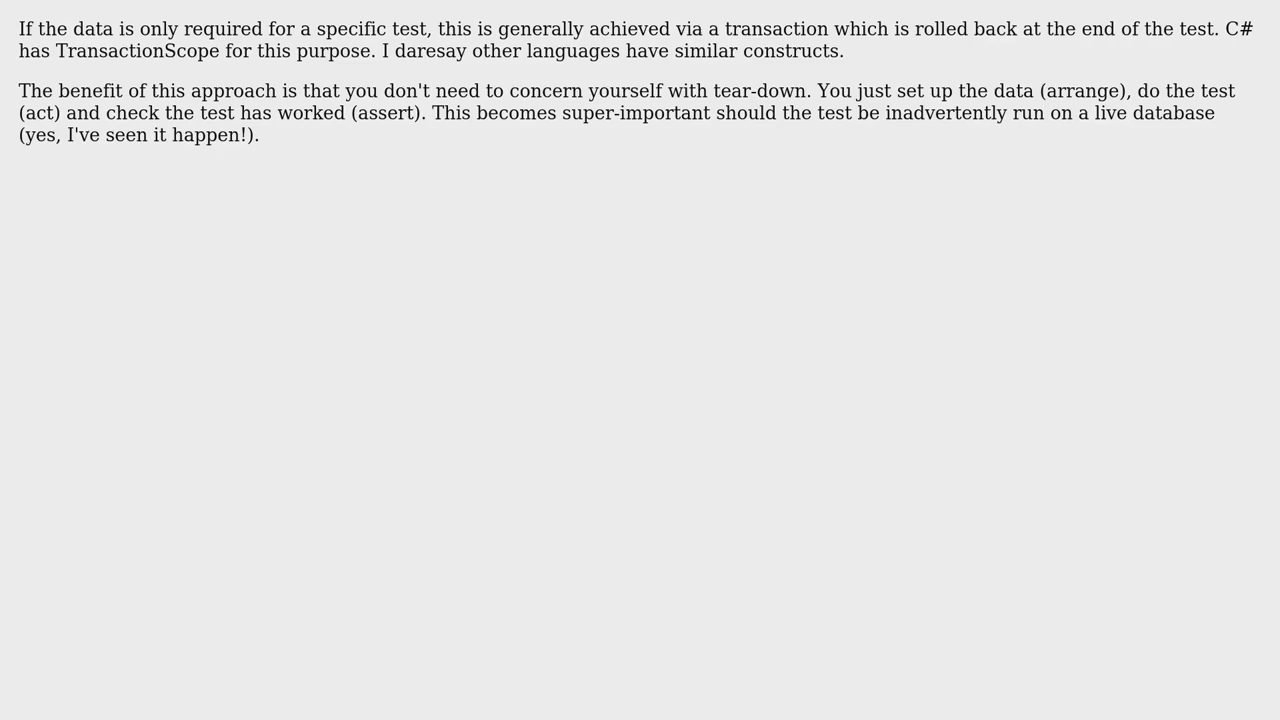 If the data is only required for a specific test, this is generally achieved via a transaction which is rolled back at the end of the test. C#
has TransactionScope for this purpose. I daresay other languages have similar constructs.
The benefit of this approach is that you don't need to concern yourself with tear-down. You just set up the data (arrange), do the test
(act) and check the test has worked (assert). This becomes super-important should the test be inadvertently run on a live database
(yes, I've seen it happen!).